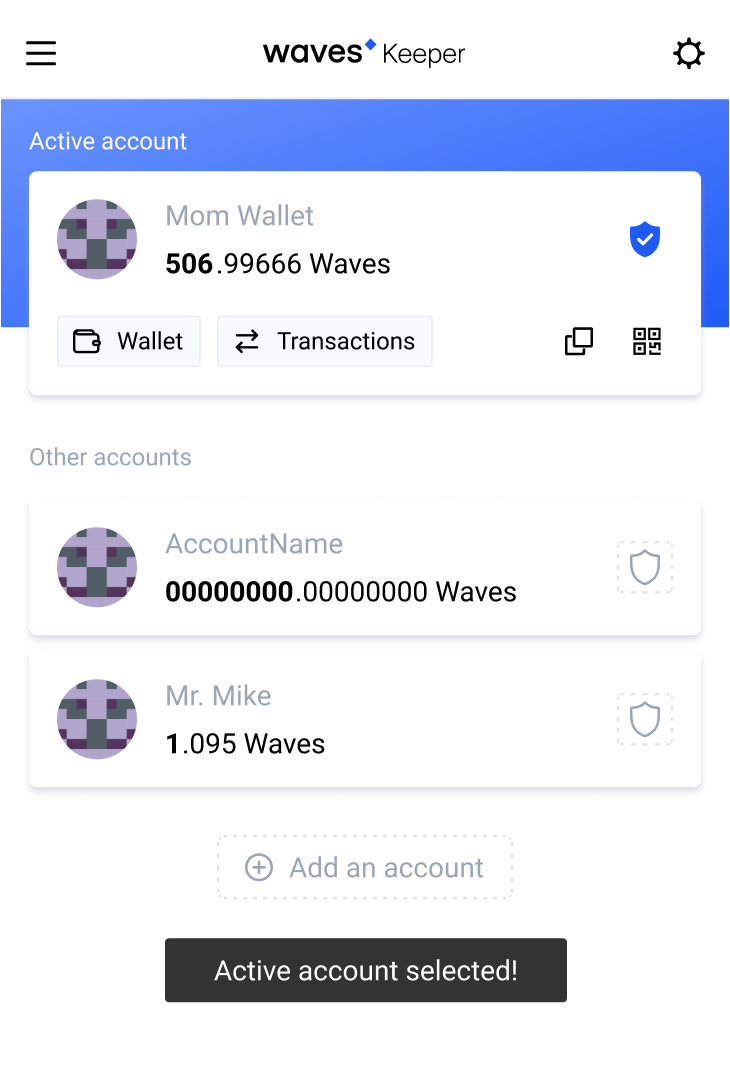 waves Keeper
Active account
Mom Wallet
506.99666 Waves
Wallet
Transactions
Other accounts
AccountName
00000000.00000000 Waves
Mr. Mike
1.095 Waves
Add an account
Active account selected!